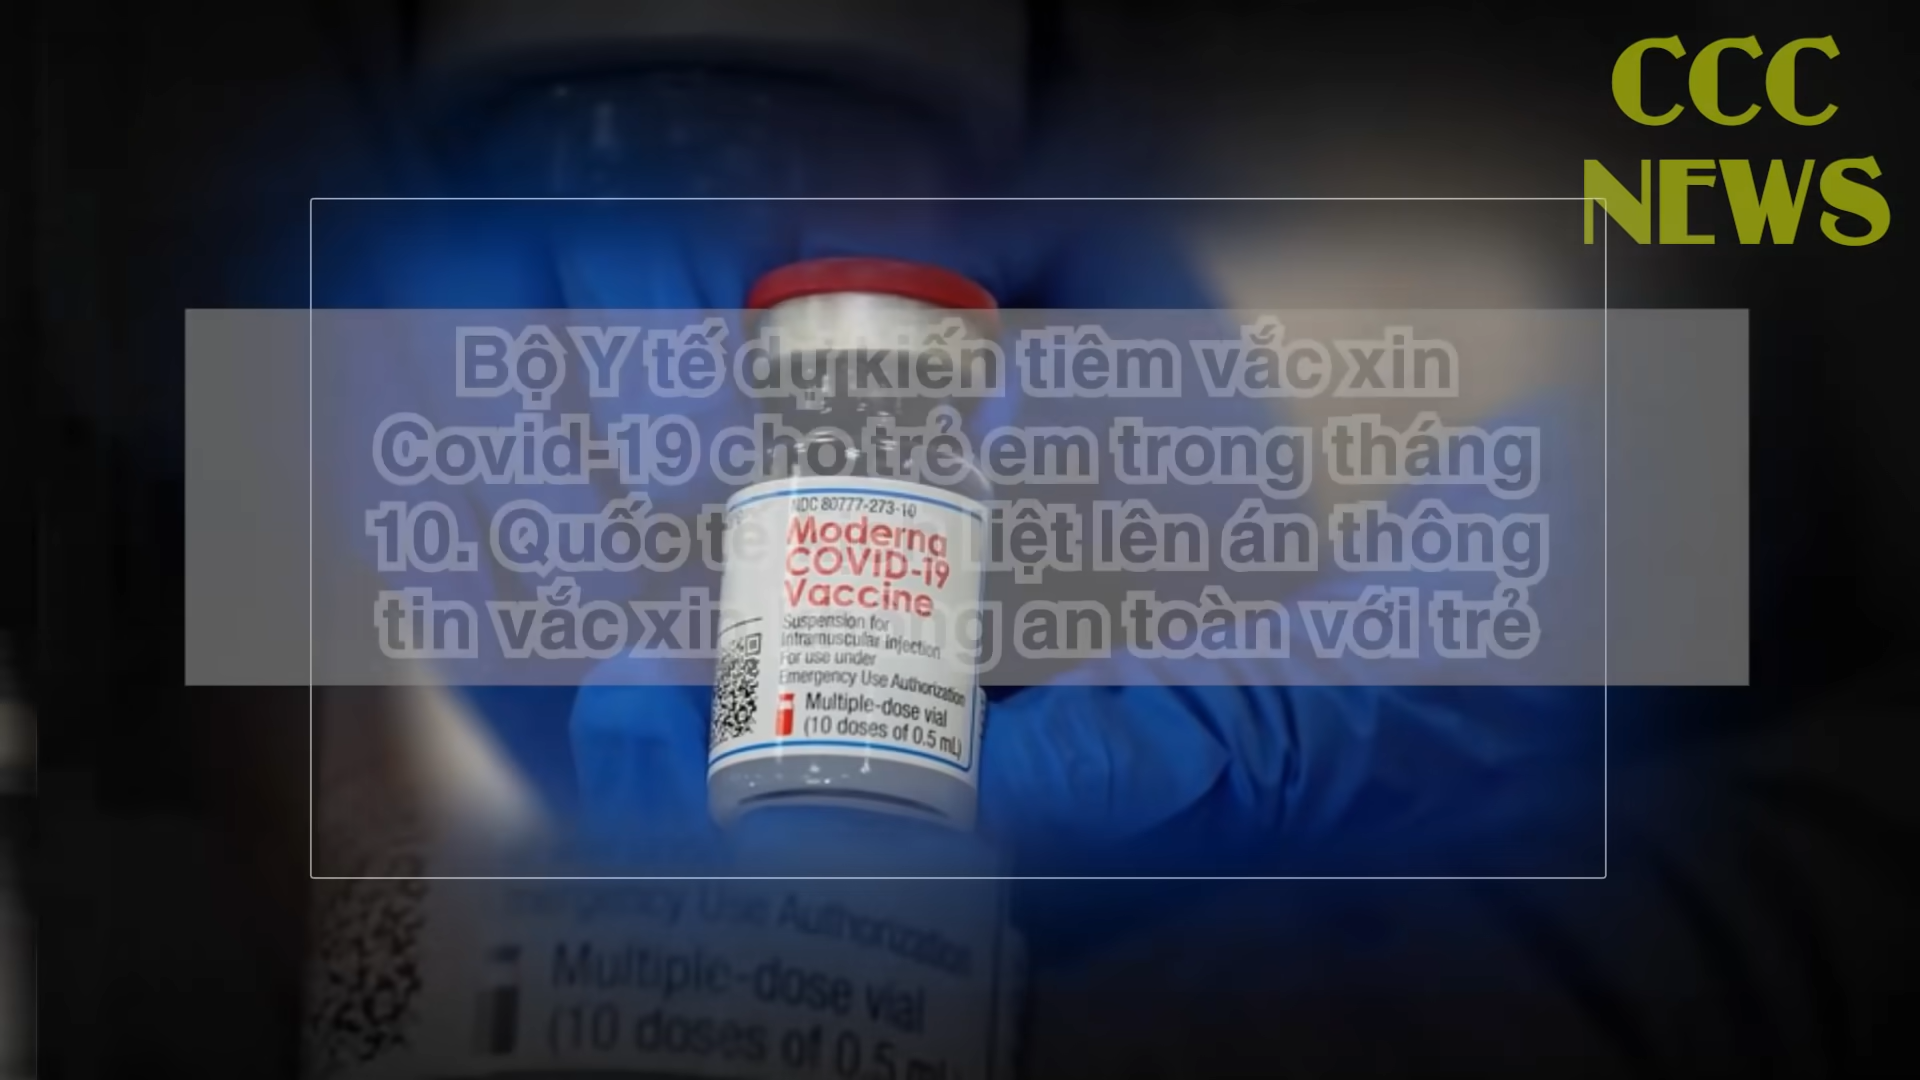 CCC
NEWS
Bộ Y tế dự kiến tiêm vắc xin
Covid-19 cho trẻ em trong tháng
10. Quốc tế liệt lên án thông
tin vắc xin an toàn với trẻ
NDC 80777-273-10
Moderna
COVID-19
Vaccine
Suspension for
Intramuscular Injection
For use under
Emergency Use Authorization
Multiple-dose vial
(10 doses of 0.5 mL)
Emergency Use Authorization
Multiple-dose vial
(10 doses of 0.5 mL)